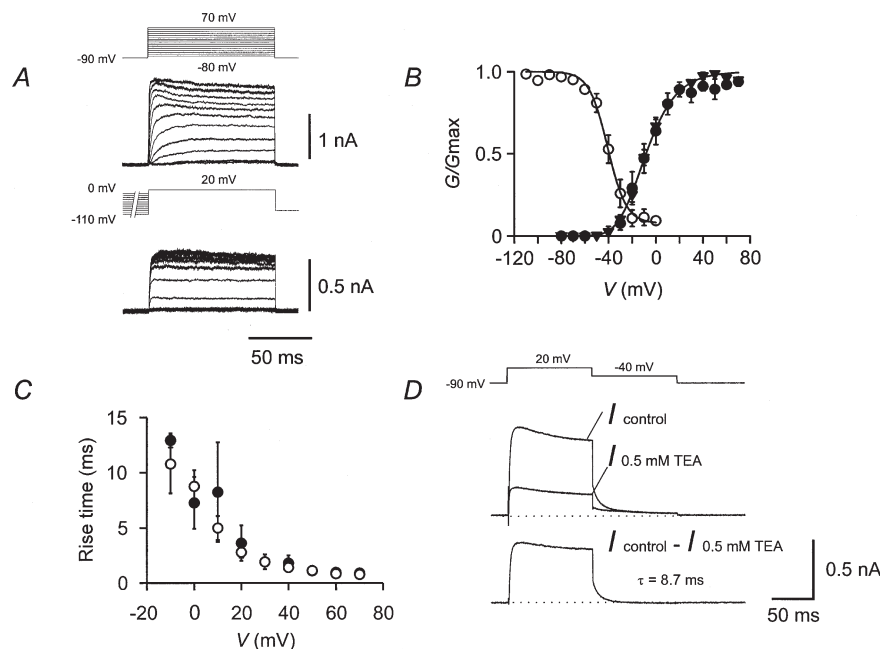 A
70 mV
-90 mV
-80 mV
1 nA
0 mV
20 mV
-110 mV
0.5 nA
50 ms
B
G/Gmax
1.0
0.5
0
-120 -80 -40 0 40 80
V (mV)
C
Rise time (ms)
15
10
5
0
-20 0 20 40 60 80
V (mV)
D
20 mV
-40 mV
-90 mV
I control
I 0.5 mM TEA
I control - I 0.5 mM TEA
τ = 8.7 ms
0.5 nA
50 ms